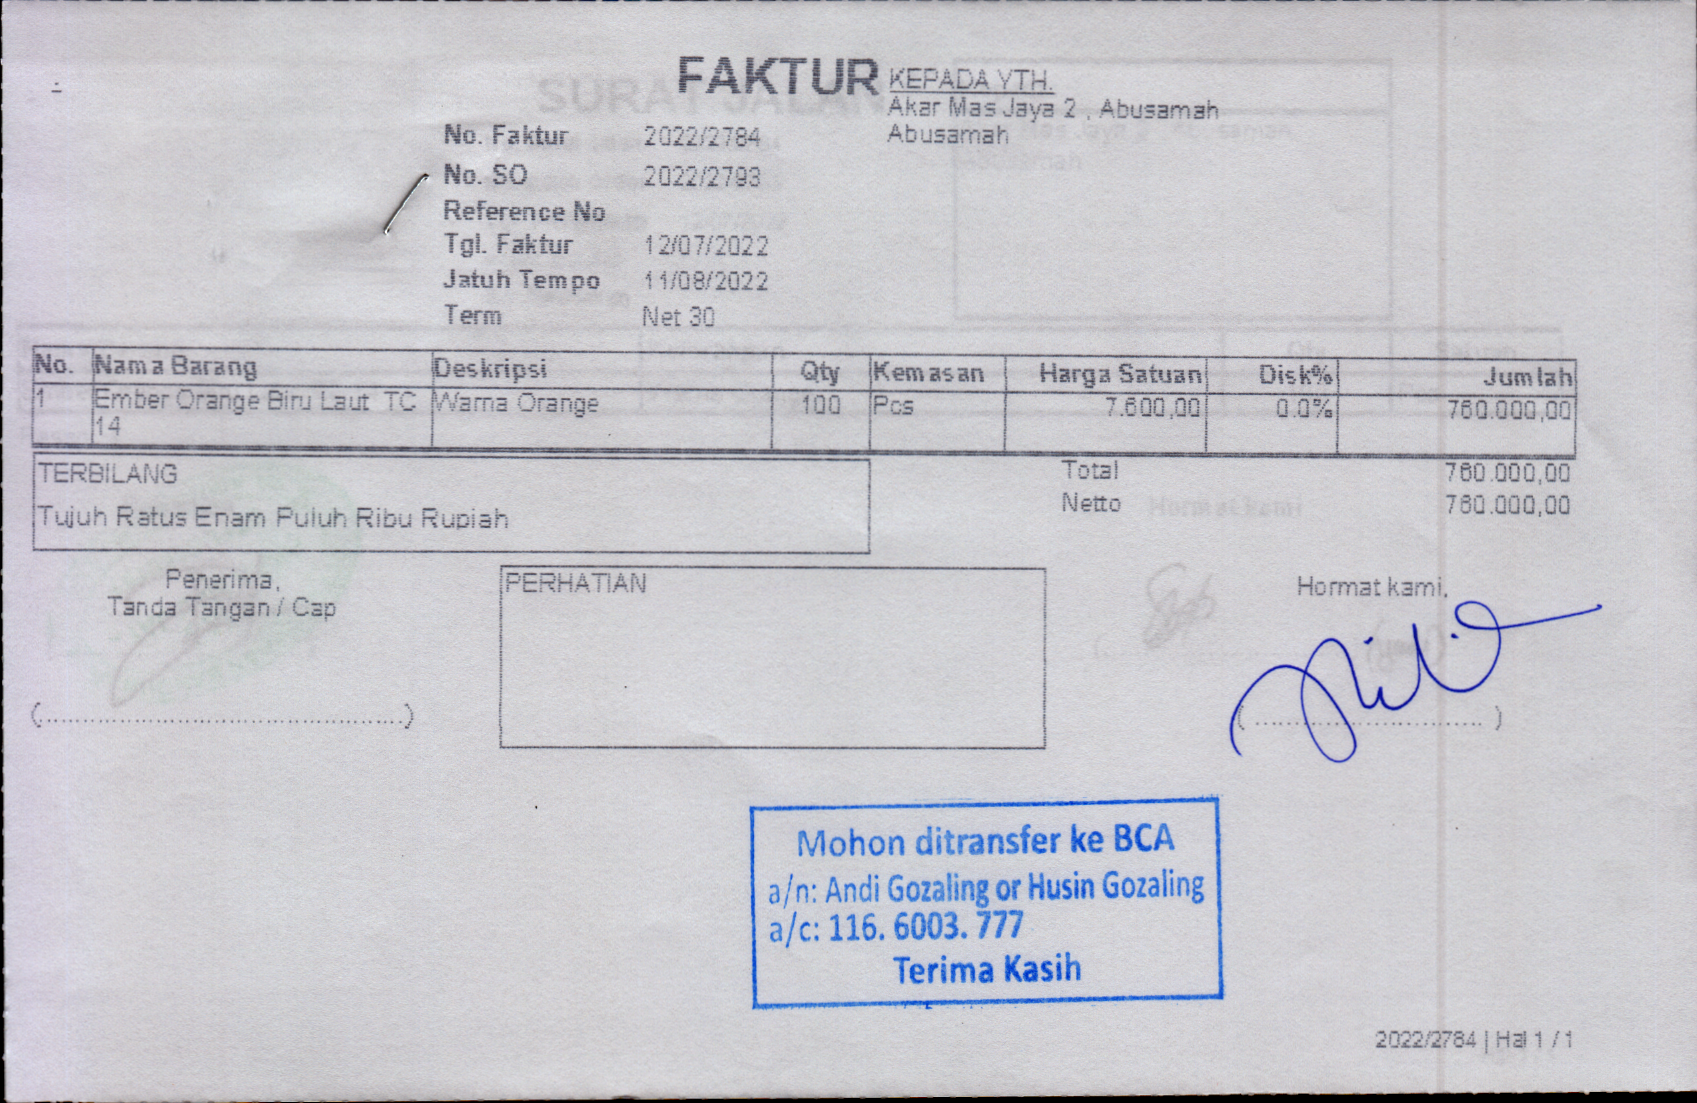 FAKTUR
KEPADA YTH.
Akar Mas Jaya 2 , Abusamah
Abusamah
No. Faktur 2022/2784
No. SO 2022/2793
Reference No
Tgl. Faktur 12/07/2022
Jatuh Tempo 11/08/2022
Term Net 30
No. Nama Barang Deskripsi Qty Kemasan Harga Satuan Disk% Jumlah
1 Ember Orange Biru Laut TC Warna Orange 100 Pcs 7.600,00 0.0% 760.000,00
14
TERBILANG
Tujuh Ratus Enam Puluh Ribu Rupiah
Total 760.000,00
Netto 760.000,00
Penerima,
Tanda Tangan / Cap
(................................................)
PERHATIAN
Hormat kami,
( ............................... )
Mohon ditransfer ke BCA
a/n: Andi Gozaling or Husin Gozaling
a/c: 116. 6003. 777
Terima Kasih
2022/2784 | Hal 1 / 1